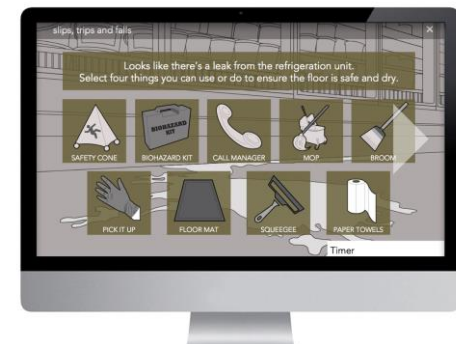 slips, trips and falls
×
Looks like there's a leak from the refrigeration unit.
Select four things you can use or do to ensure the floor is safe and dry.
BIOHAZARD
KIT
SAFETY CONE
BIOHAZARD KIT
CALL MANAGER
MOP
BROOM
PICK IT UP
FLOOR MAT
SQUEEGEE
PAPER TOWELS
Timer